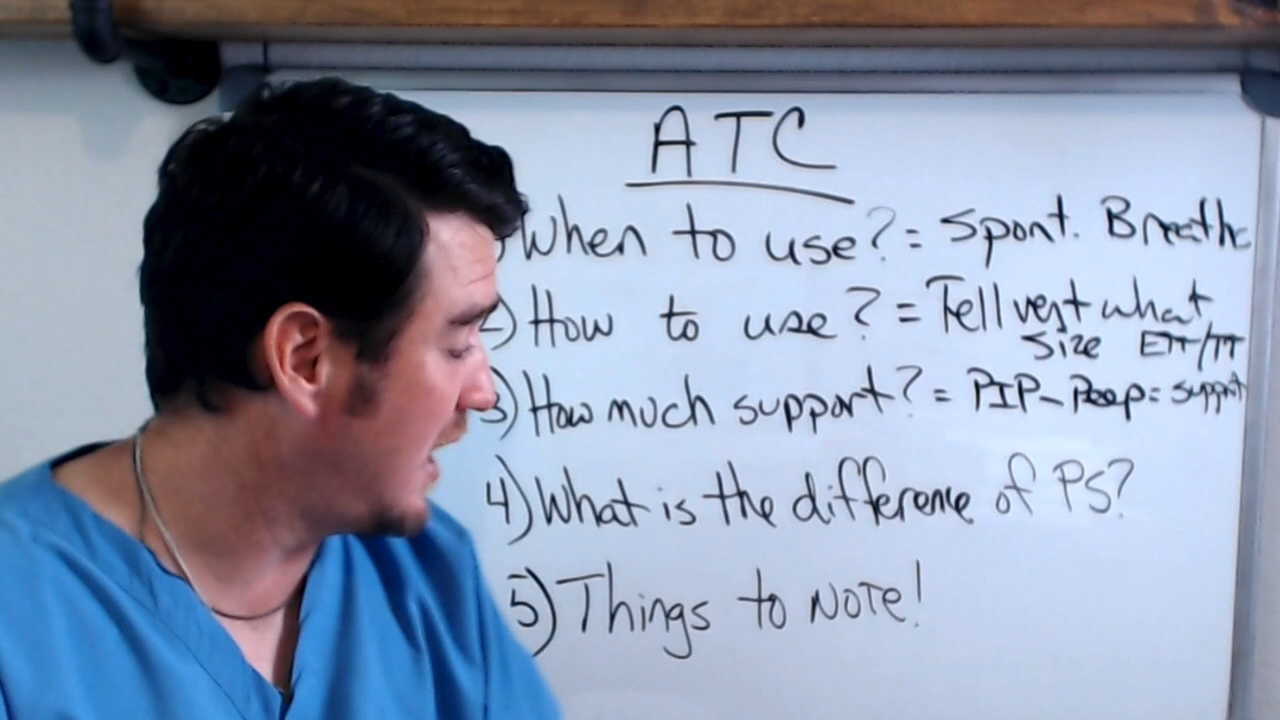 ATC
When to use? = Spont. Breathe
2) How to use? = Tell vent what
size ETT/TT
3) How much support? = PIP - Peep = support
4) What is the difference of PS?
5) Things to NOTE!